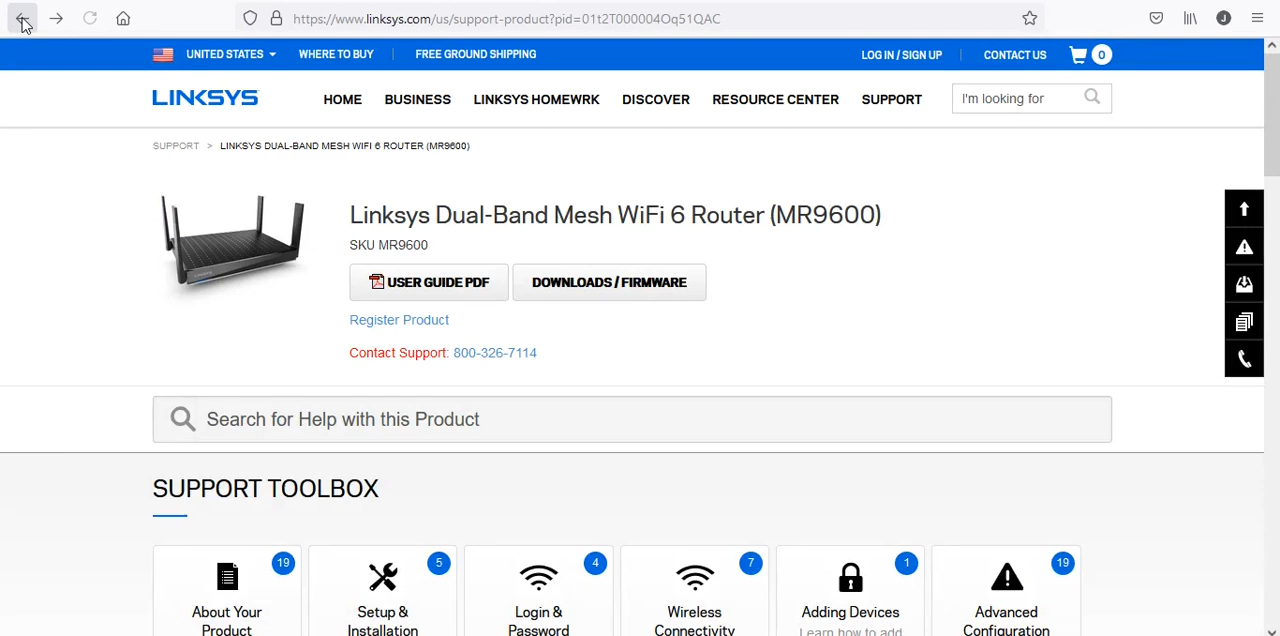 https://www.linksys.com/us/support-product?pid=01t2T000004Oq51QAC
J
UNITED STATES WHERE TO BUY | FREE GROUND SHIPPING LOG IN / SIGN UP | CONTACT US 0
LINKSYS HOME BUSINESS LINKSYS HOMEWRK DISCOVER RESOURCE CENTER SUPPORT I'm looking for
SUPPORT > LINKSYS DUAL-BAND MESH WIFI 6 ROUTER (MR9600)
Linksys Dual-Band Mesh WiFi 6 Router (MR9600)
SKU MR9600
USER GUIDE PDF DOWNLOADS / FIRMWARE
Register Product
Contact Support: 800-326-7114
Search for Help with this Product
SUPPORT TOOLBOX
19 5 4 7 1 19
About Your Setup & Login & Wireless Adding Devices Advanced
Product Installation Password Connectivity Learn how to add Configuration